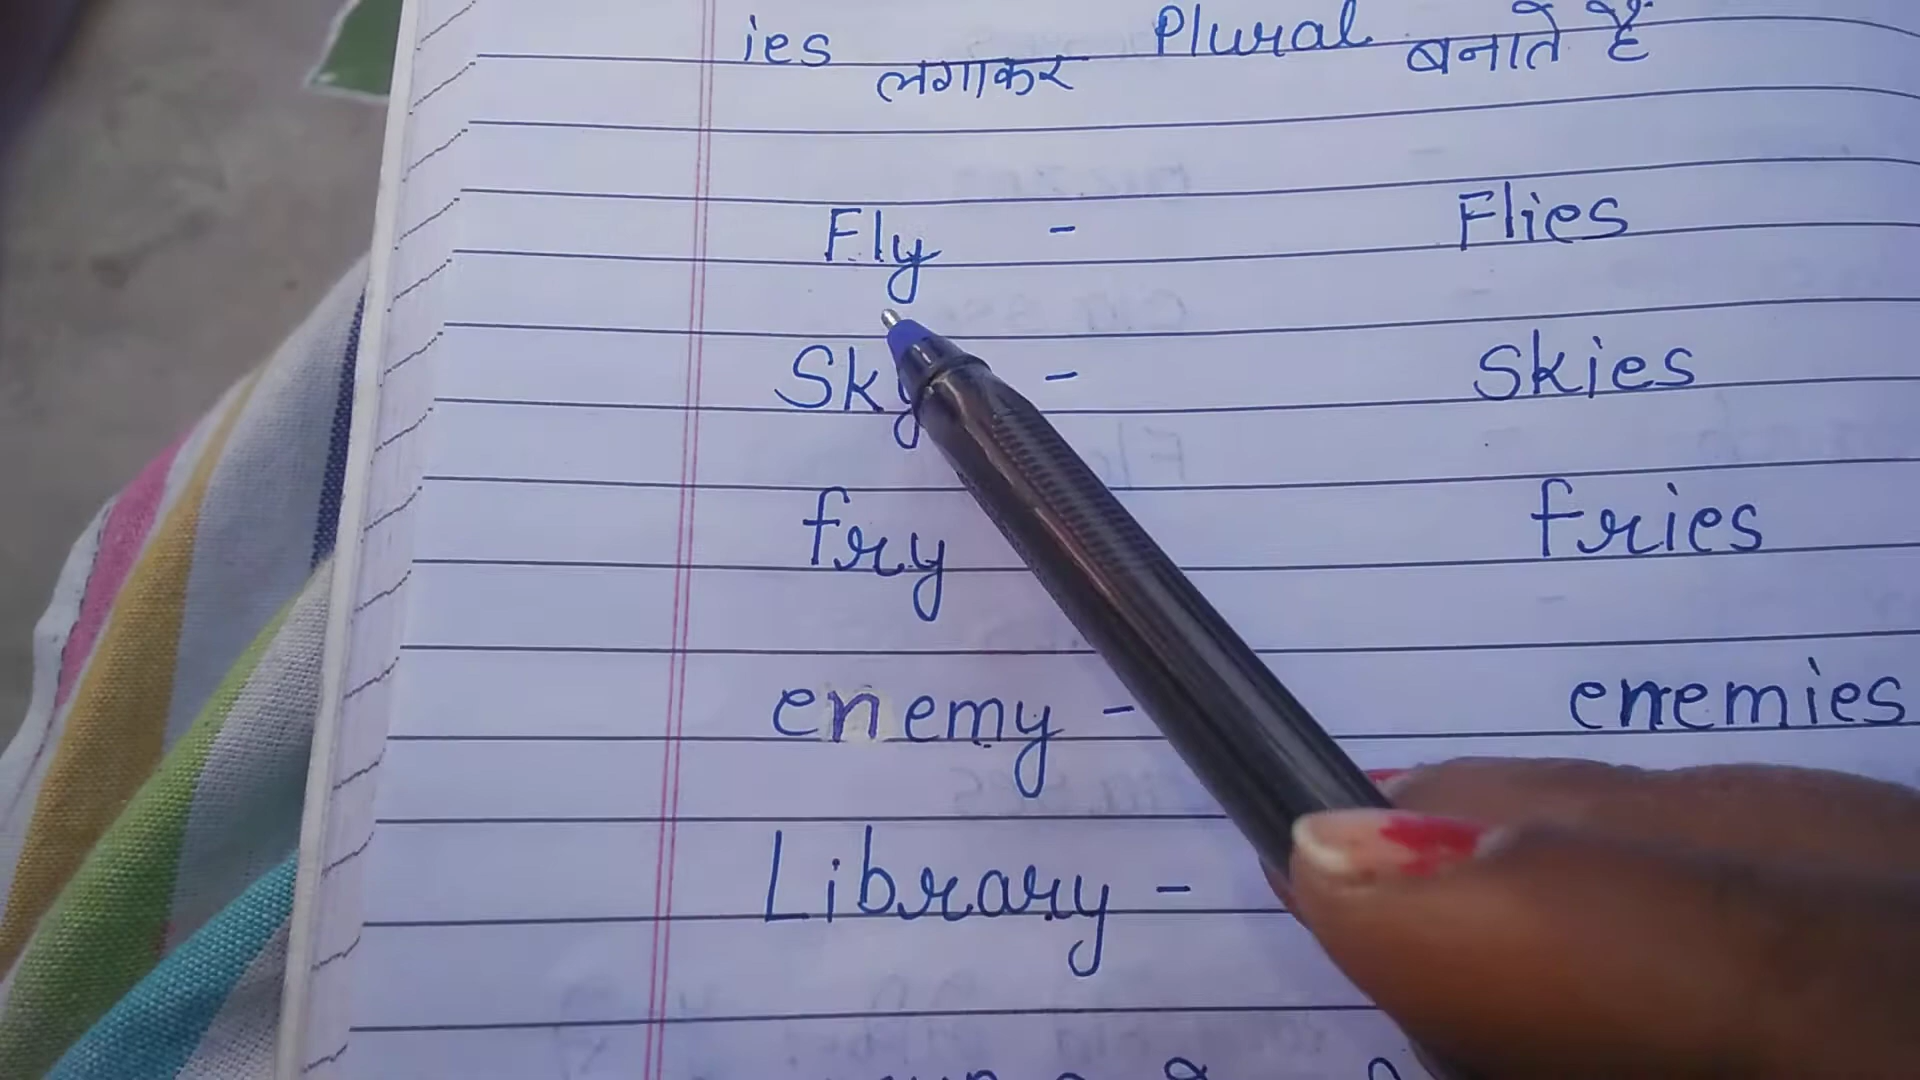 ies लगाकर Plural बनाते हैं
Fly - Flies
Sky - Skies
fry fries
enemy - enemies
Library -